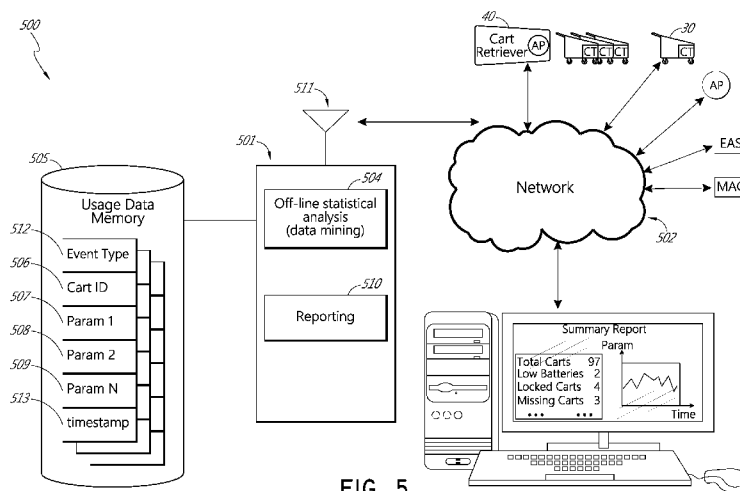 500
40
Cart
Retriever
AP
CT
CT
CT
30
CT
AP
EAS
MAC
511
501
505
Usage Data
Memory
512
Event Type
506
Cart ID
507
Param 1
508
Param 2
509
Param N
513
timestamp
504
Off-line statistical
analysis
(data mining)
510
Reporting
Network
502
Summary Report
Param
Total Carts 97
Low Batteries 2
Locked Carts 4
Missing Carts 3
••• •••
Time
FIG. 5